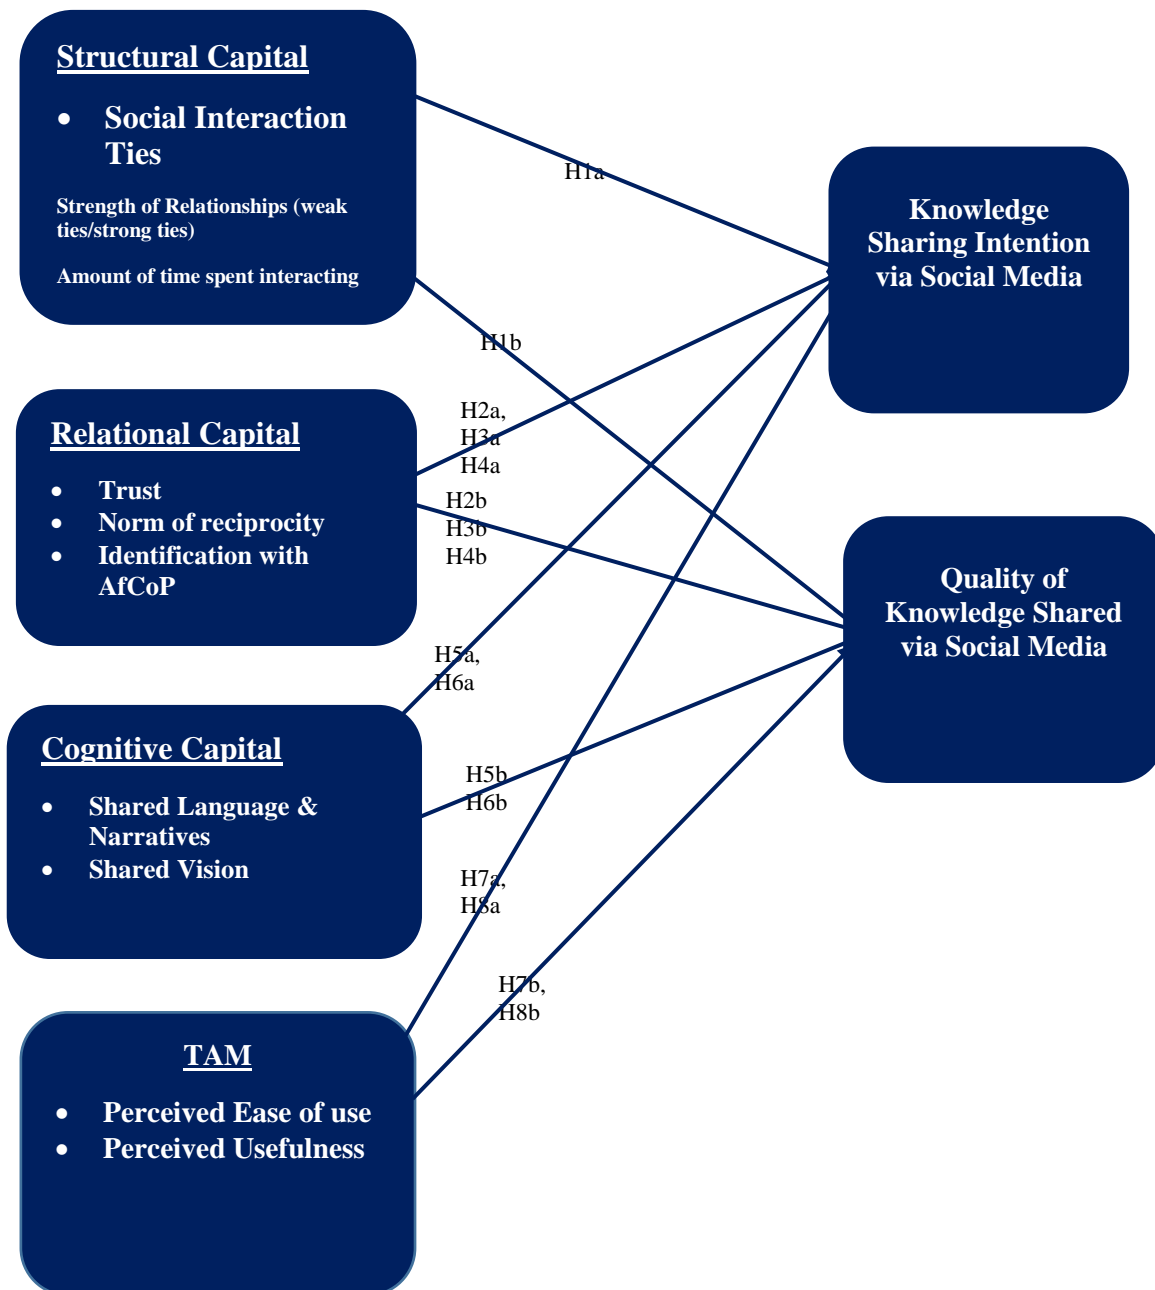 Structural Capital
• Social Interaction
Ties
Strength of Relationships (weak
ties/strong ties)
Amount of time spent interacting
H1a
Knowledge
Sharing Intention
via Social Media
H1b
Relational Capital
• Trust
• Norm of reciprocity
• Identification with
AfCoP
H2a,
H3a
H4a
H2b
H3b
H4b
Quality of
Knowledge Shared
via Social Media
H5a,
H6a
Cognitive Capital
• Shared Language &
Narratives
• Shared Vision
H5b
H6b
H7a,
H8a
H7b,
H8b
TAM
• Perceived Ease of use
• Perceived Usefulness